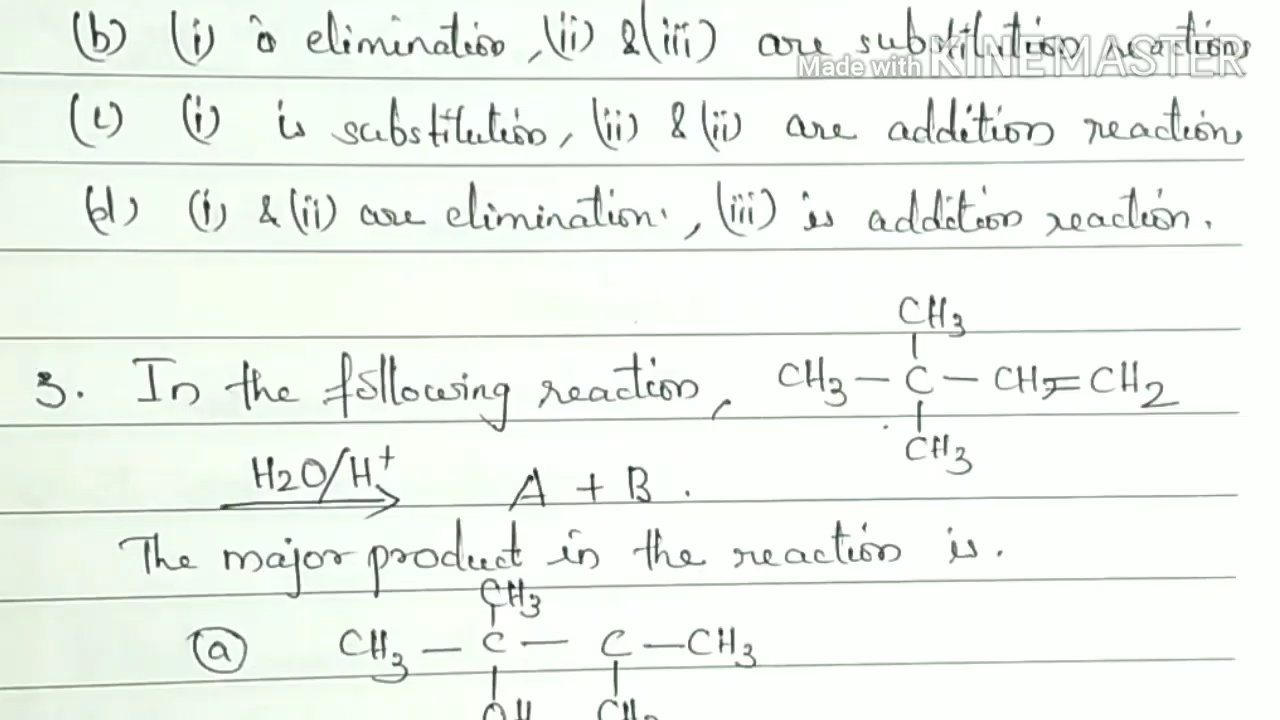 (b) (i) is elimination, (ii) & (iii) are substitution reactions
Made with KINEMASTER
(c) (i) is substitution, (ii) & (ii) are addition reaction,
(d) (i) & (ii) are elimination, (iii) is addition reaction.
CH3
3. In the following reaction, CH3 — C — CH = CH2
CH3
H2O/H+ A + B.
The major product in the reaction is.
CH3
(a) CH3 — C — C — CH3
OH CH3